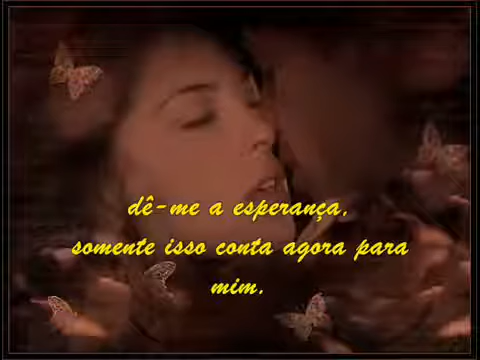 dê-me a esperança,
somente isso conta agora para
mim.